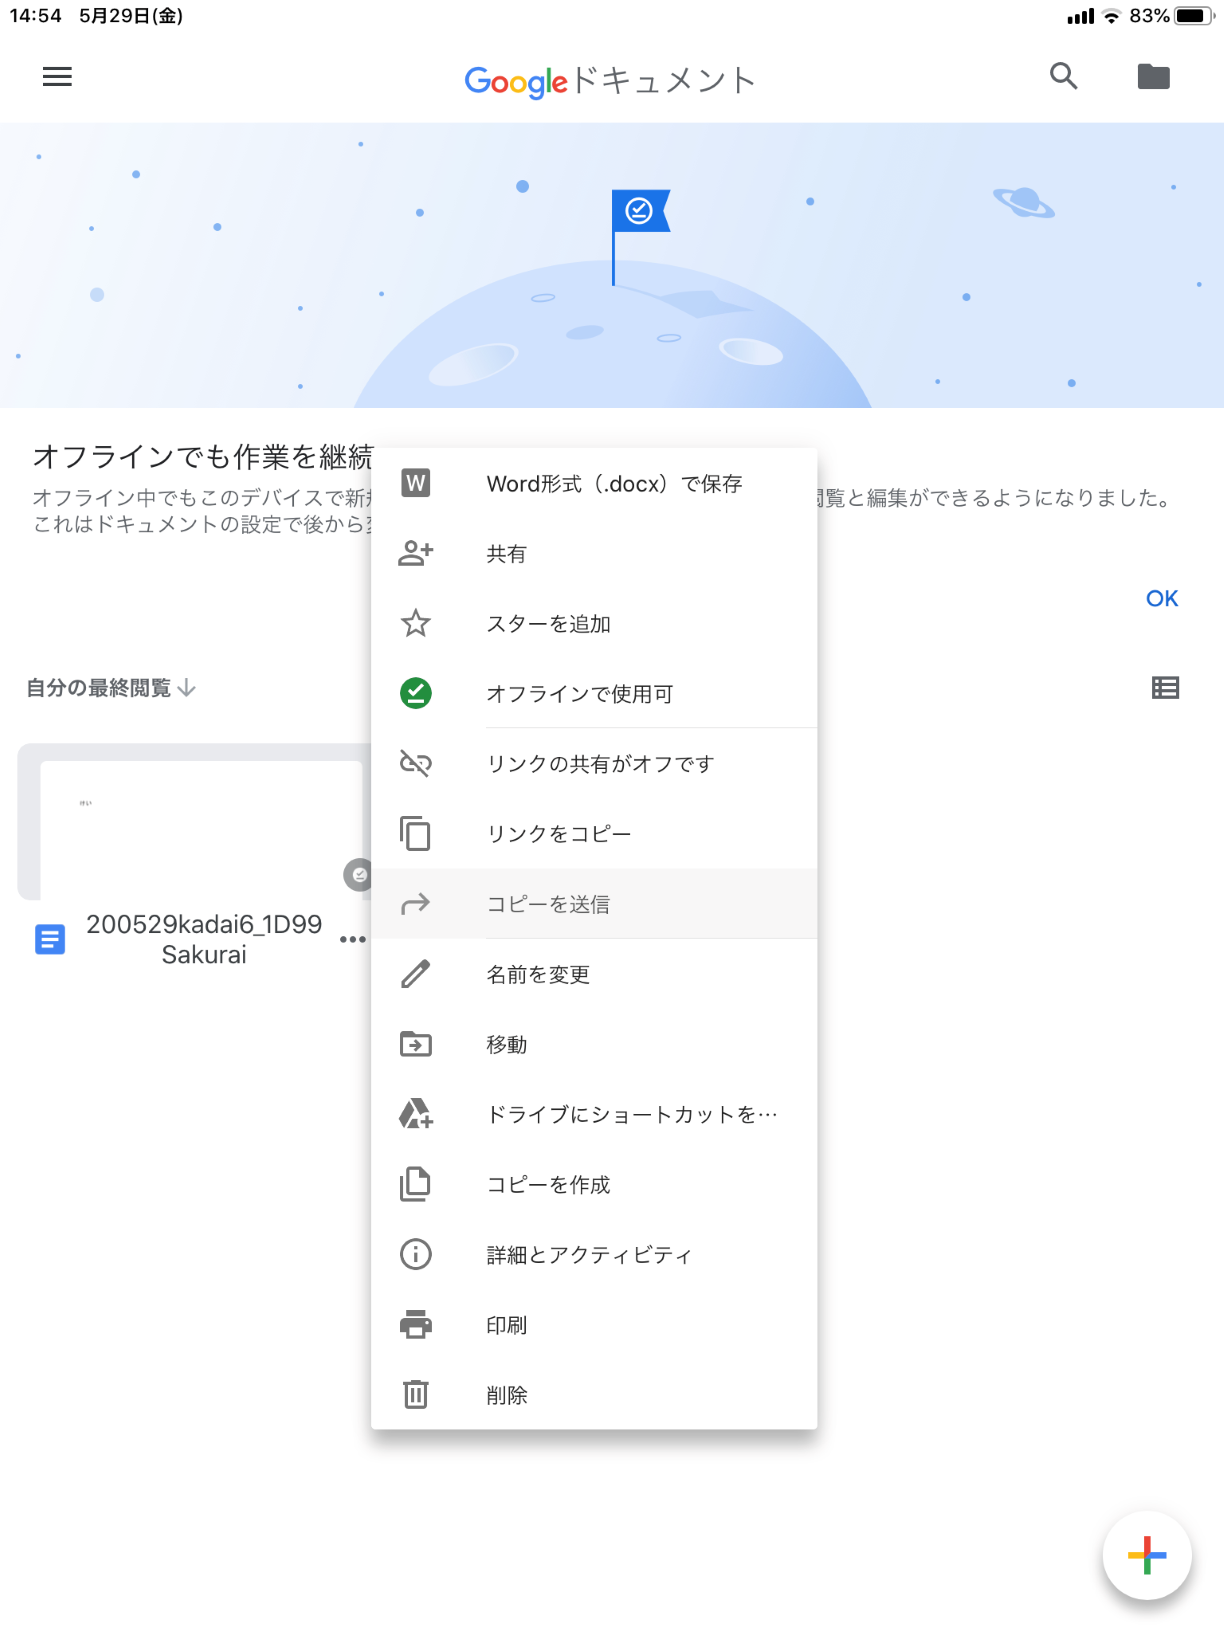 14:54 5月29日(金) 83%
Googleドキュメント
オフラインでも作業を継続
オフライン中でもこのデバイスで新 閲覧と編集ができるようになりました。
これはドキュメントの設定で後から
OK
自分の最終閲覧
けい
200529kadai6_1D99
Sakurai
W Word形式（.docx）で保存
共有
スターを追加
オフラインで使用可
リンクの共有がオフです
リンクをコピー
コピーを送信
名前を変更
移動
ドライブにショートカットを…
コピーを作成
詳細とアクティビティ
印刷
削除